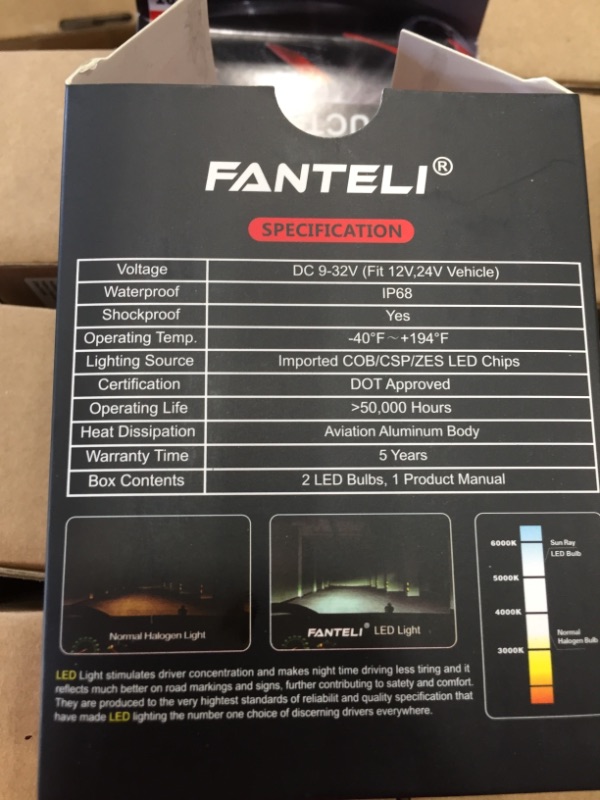 FANTELI®
SPECIFICATION
Voltage DC 9-32V (Fit 12V,24V Vehicle)
Waterproof IP68
Shockproof Yes
Operating Temp. -40°F~+194°F
Lighting Source Imported COB/CSP/ZES LED Chips
Certification DOT Approved
Operating Life >50,000 Hours
Heat Dissipation Aviation Aluminum Body
Warranty Time 5 Years
Box Contents 2 LED Bulbs, 1 Product Manual
Normal Halogen Light
FANTELI® LED Light
6000K Sun Ray
LED Bulb
5000K
4000K
Normal
Halogen Bulb
3000K
LED Light stimulates driver concentration and makes night time driving less tiring and it
reflects much better on road markings and signs, further contributing to safety and comfort.
They are produced to the very highest standards of reliabilit and quality specification that
have made LED lighting the number one choice of discerning drivers everywhere.